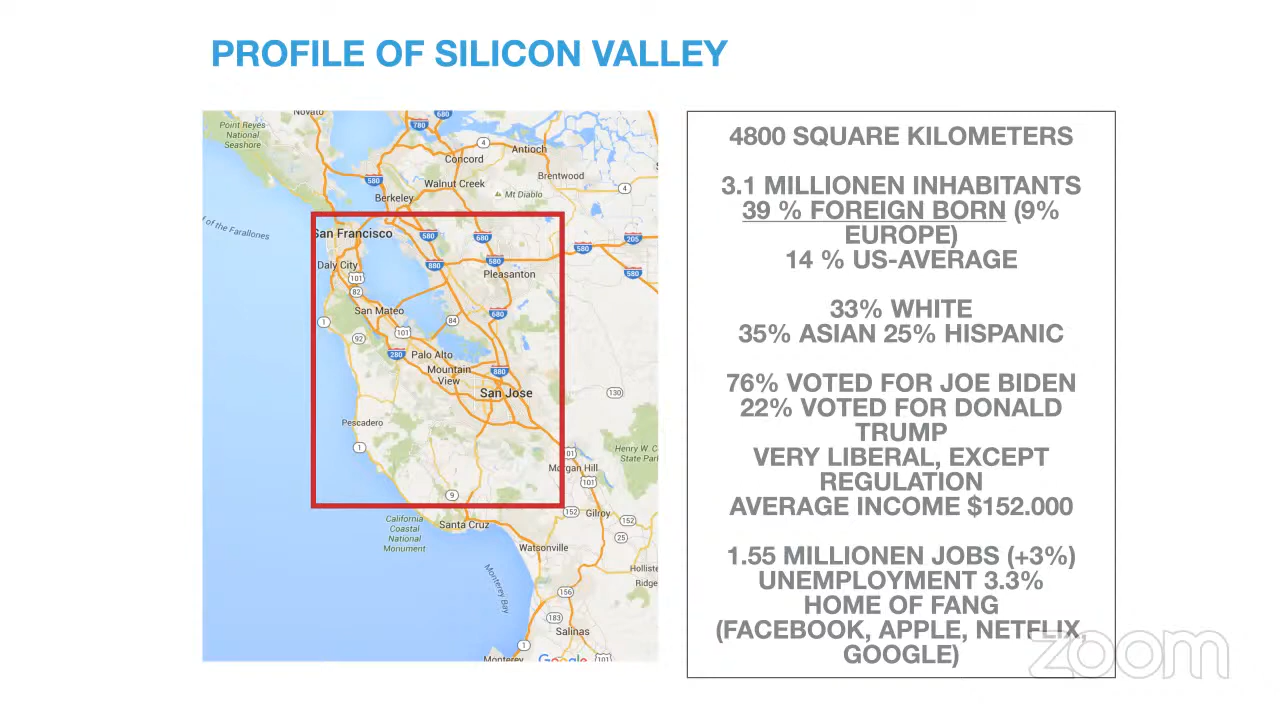 PROFILE OF SILICON VALLEY
Novato
680
780
Point Reyes
National
Seashore
4
Antioch
Concord
Brentwood
580
Walnut Creek
4
Mt Diablo
Berkeley
of the Farallones
San Francisco
580
680
205
580
Daly City
880
580
580
101
Pleasanton
82
San Mateo
680
1
84
101
92
280
Palo Alto
Mountain
View
880
San Jose
130
Pescadero
1
Henry W. C
State Park
101
Morgan Hill
101
9
152
Gilroy
152
California
Coastal
National
Monument
Santa Cruz
25
Watsonville
Holliste
Ridge
Monterey Bay
156
183
Salinas
1
Monterey
Google
101
4800 SQUARE KILOMETERS
3.1 MILLIONEN INHABITANTS
39 % FOREIGN BORN (9%
EUROPE)
14 % US-AVERAGE
33% WHITE
35% ASIAN 25% HISPANIC
76% VOTED FOR JOE BIDEN
22% VOTED FOR DONALD
TRUMP
VERY LIBERAL, EXCEPT
REGULATION
AVERAGE INCOME $152.000
1.55 MILLIONEN JOBS (+3%)
UNEMPLOYMENT 3.3%
HOME OF FANG
(FACEBOOK, APPLE, NETFLIX,
GOOGLE)
zoom